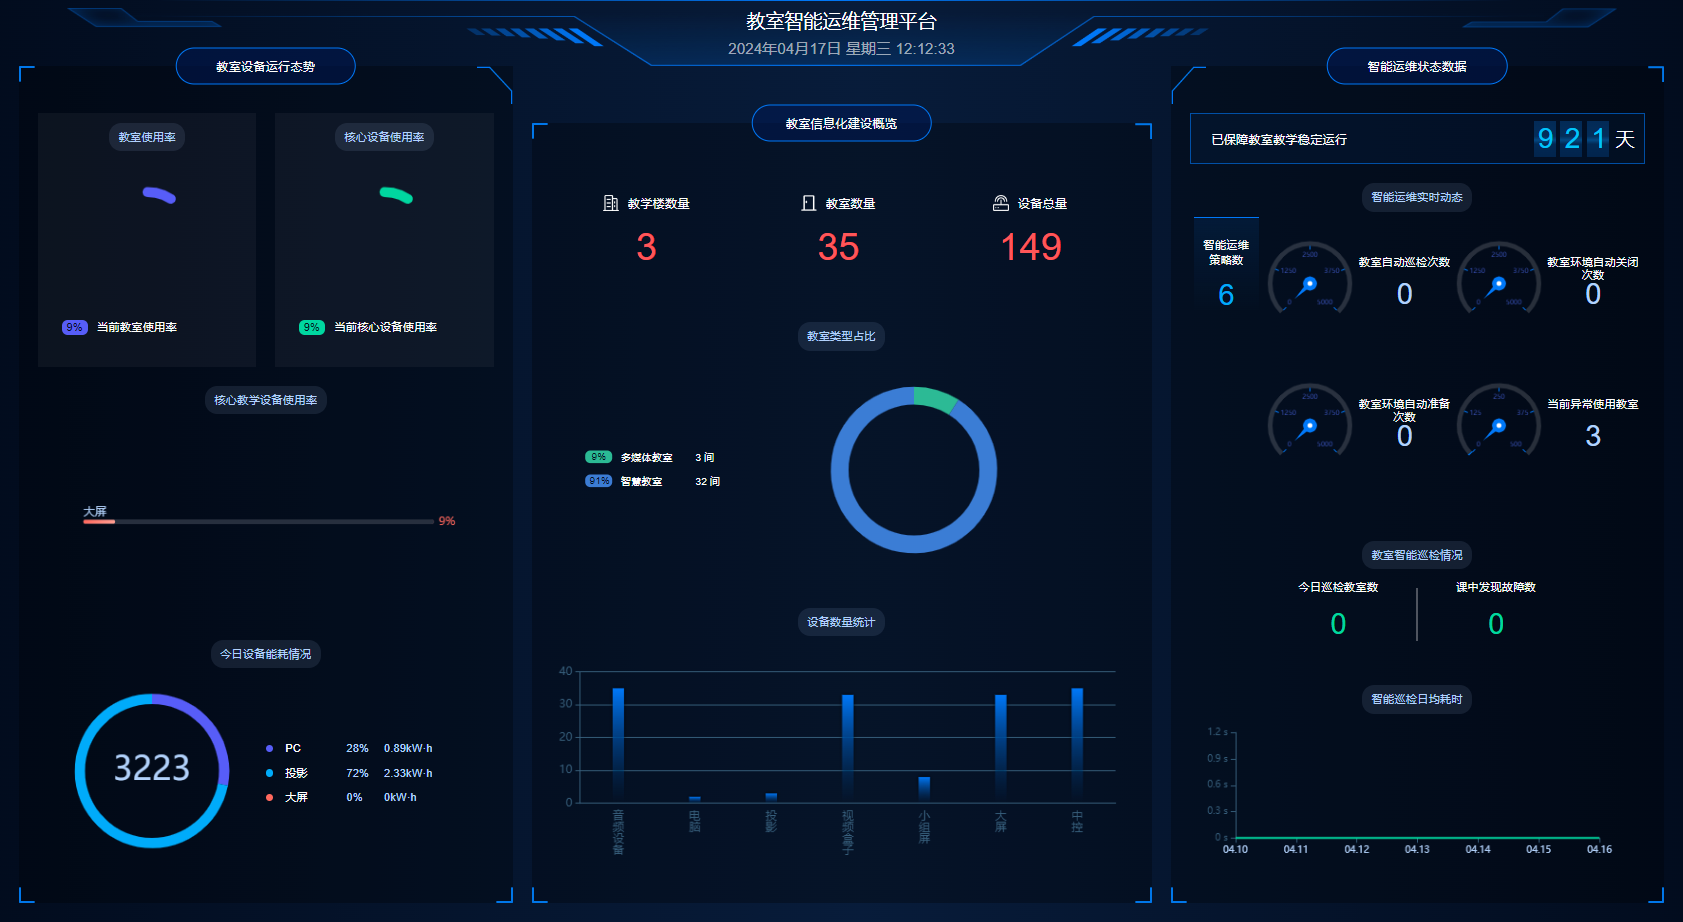 教室智能运维管理平台
2024年04月17日 星期三 12:12:33
教室设备运行态势
教室使用率
核心设备使用率
9% 当前教室使用率
9% 当前核心设备使用率
核心教学设备使用率
大屏
9%
今日设备能耗情况
3223
PC 28% 0.89kW·h
投影 72% 2.33kW·h
大屏 0% 0kW·h
教室信息化建设概览
教学楼数量
3
教室数量
35
设备总量
149
教室类型占比
9% 多媒体教室 3 间
91% 智慧教室 32 间
设备数量统计
40
30
20
10
0
音频设备
电脑
投影
视频盒子
小组屏
大屏
中控
智能运维状态数据
已保障教室教学稳定运行 921 天
智能运维实时动态
智能运维
策略数
6
0
1250
2500
3750
5000
教室自动巡检次数
0
0
1250
2500
3750
5000
教室环境自动关闭
次数
0
0
1250
2500
3750
5000
教室环境自动准备
次数
0
0
125
250
375
500
当前异常使用教室
3
教室智能巡检情况
今日巡检教室数
0
课中发现故障数
0
智能巡检日均耗时
1.2 s
0.9 s
0.6 s
0.3 s
0 s
04.10 04.11 04.12 04.13 04.14 04.15 04.16